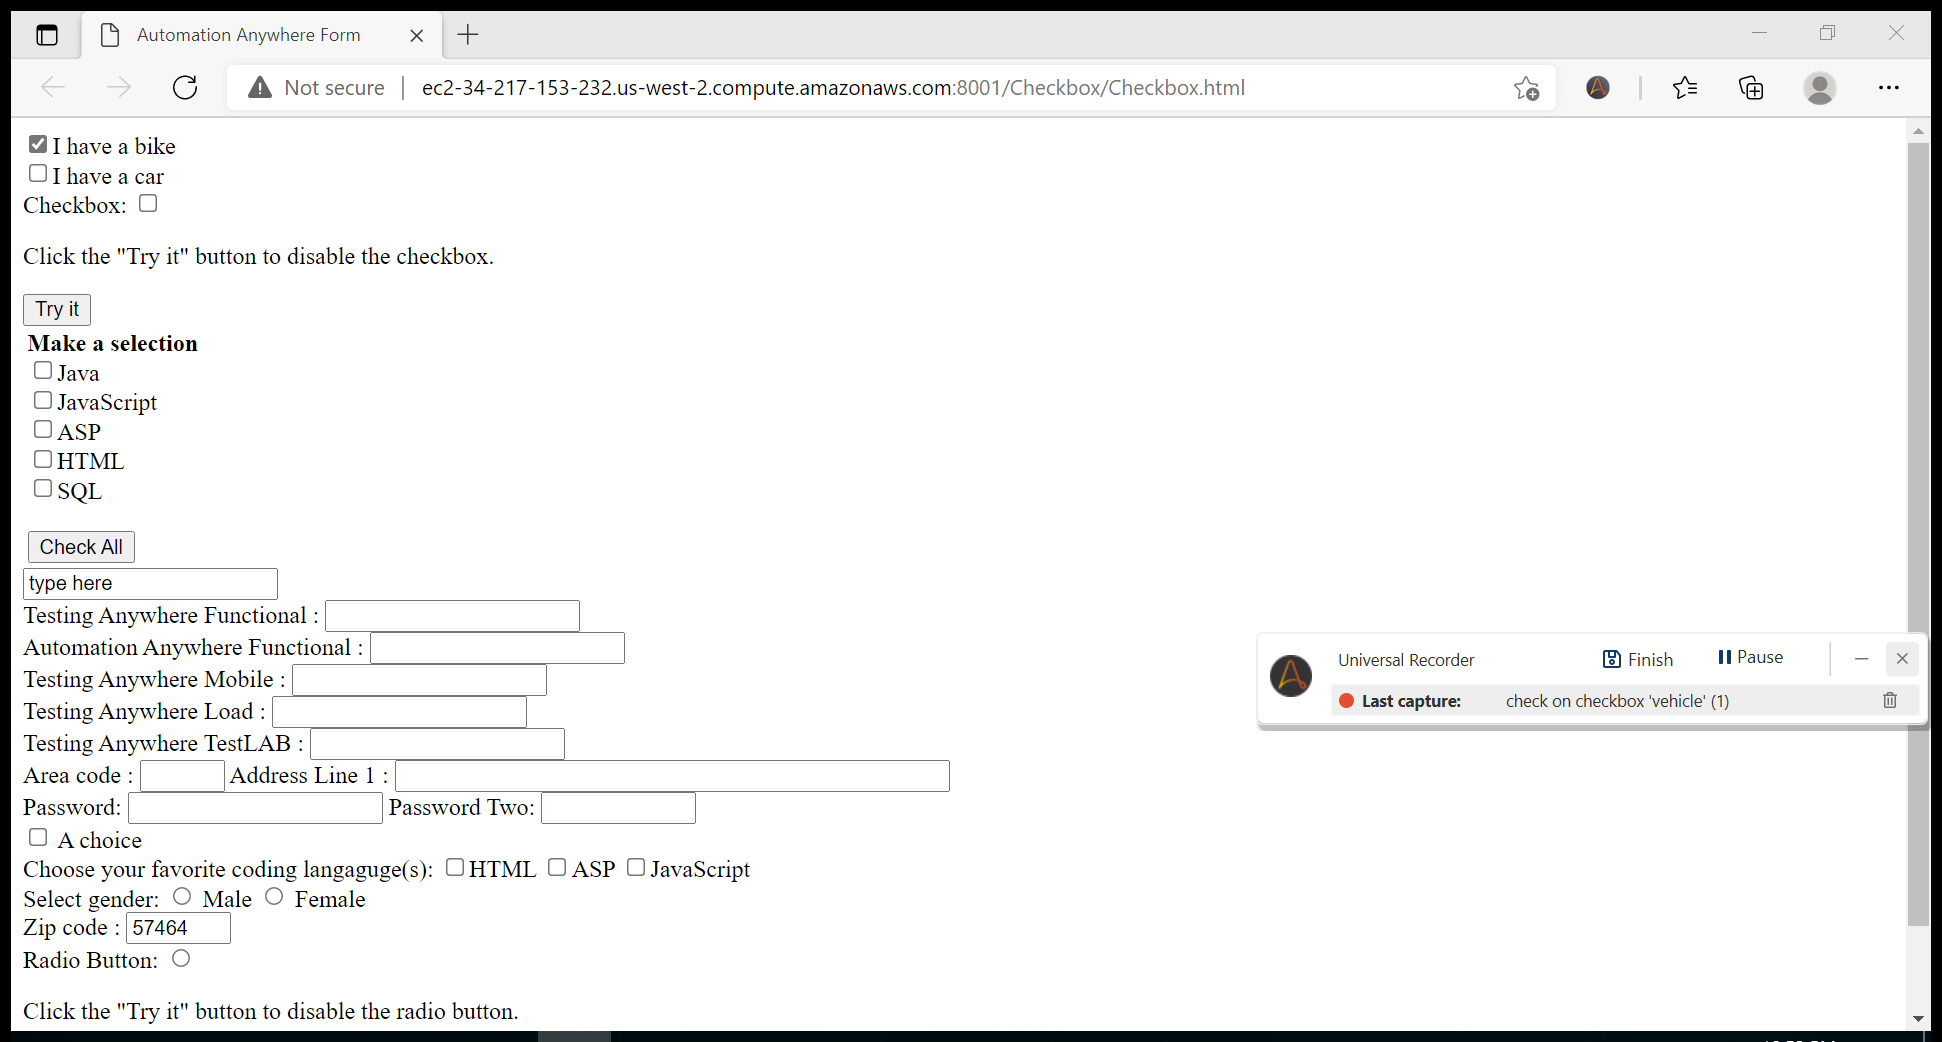 Automation Anywhere Form
Not secure | ec2-34-217-153-232.us-west-2.compute.amazonaws.com:8001/Checkbox/Checkbox.html
I have a bike
I have a car
Checkbox:
Click the "Try it" button to disable the checkbox.
Try it
Make a selection
Java
JavaScript
ASP
HTML
SQL
Check All
type here
Testing Anywhere Functional :
Automation Anywhere Functional :
Universal Recorder Finish Pause
Testing Anywhere Mobile :
Last capture: check on checkbox 'vehicle' (1)
Testing Anywhere Load :
Testing Anywhere TestLAB :
Area code : Address Line 1 :
Password: Password Two:
A choice
Choose your favorite coding langaguge(s): HTML ASP JavaScript
Select gender: Male Female
Zip code : 57464
Radio Button:
Click the "Try it" button to disable the radio button.